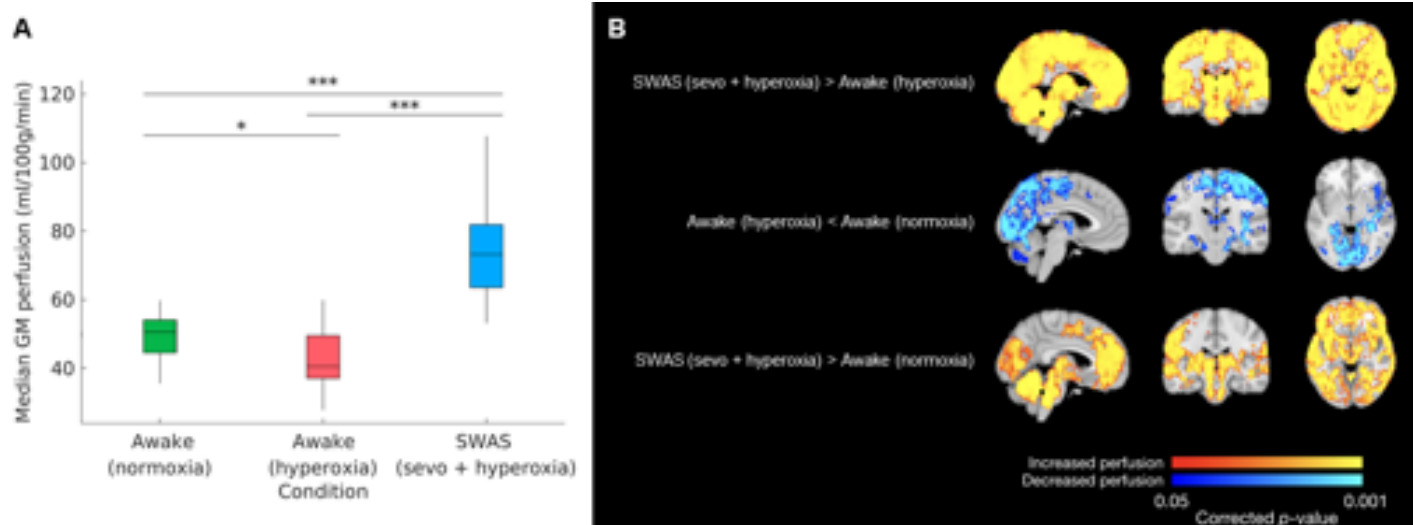 A
Median GM perfusion (ml/100g/min)
120
100
80
60
40
***
***
*
Awake
(normoxia)
Awake
(hyperoxia)
SWAS
(sevo + hyperoxia)
Condition
B
SWAS (sevo + hyperoxia) > Awake (hyperoxia)
Awake (hyperoxia) < Awake (normoxia)
SWAS (sevo + hyperoxia) > Awake (normoxia)
Increased perfusion
Decreased perfusion
0.05
0.001
Corrected p-value